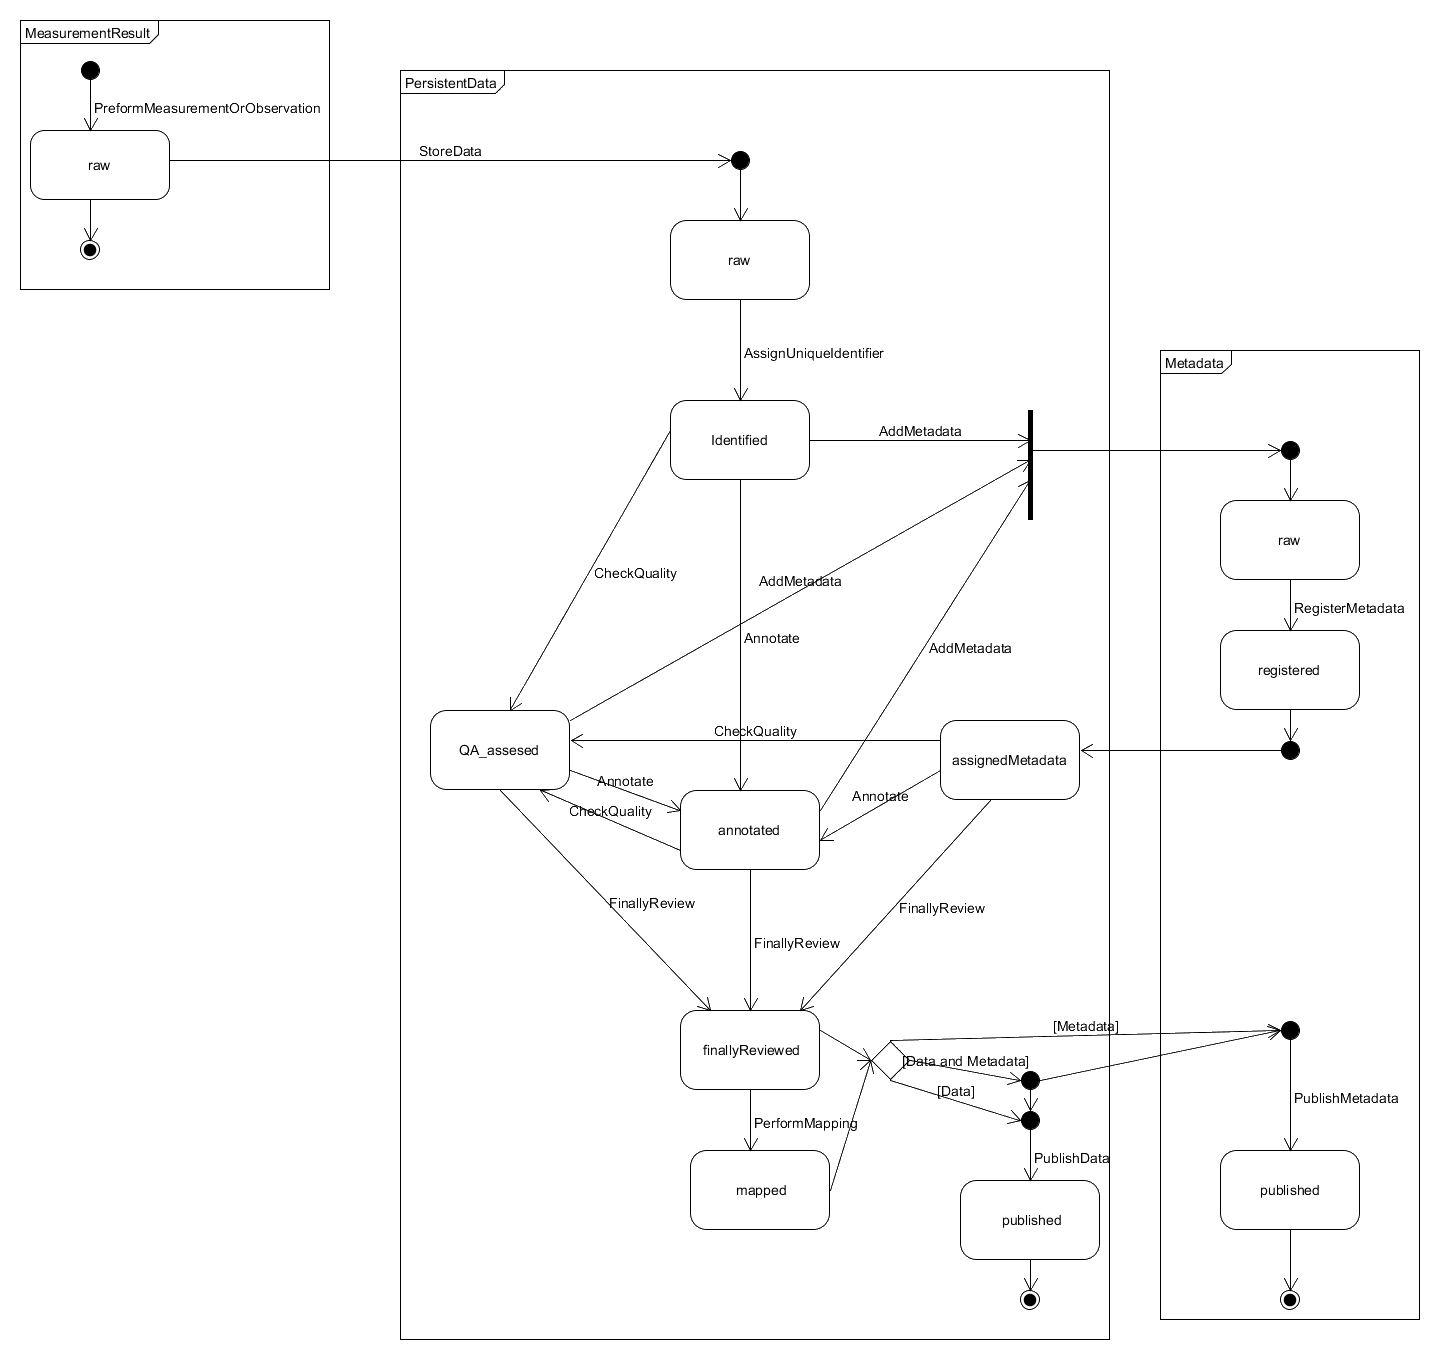 MeasurementResult
PreformMeasurementOrObservation
raw
PersistentData
StoreData
raw
AssignUniqueIdentifier
Identified
AddMetadata
Metadata
raw
RegisterMetadata
registered
CheckQuality
AddMetadata
Annotate
AddMetadata
QA_assesed
CheckQuality
assignedMetadata
Annotate
CheckQuality
Annotate
annotated
FinallyReview
FinallyReview
FinallyReview
finallyReviewed
[Metadata]
[Data and Metadata]
[Data]
PerformMapping
PublishMetadata
PublishData
mapped
published
published